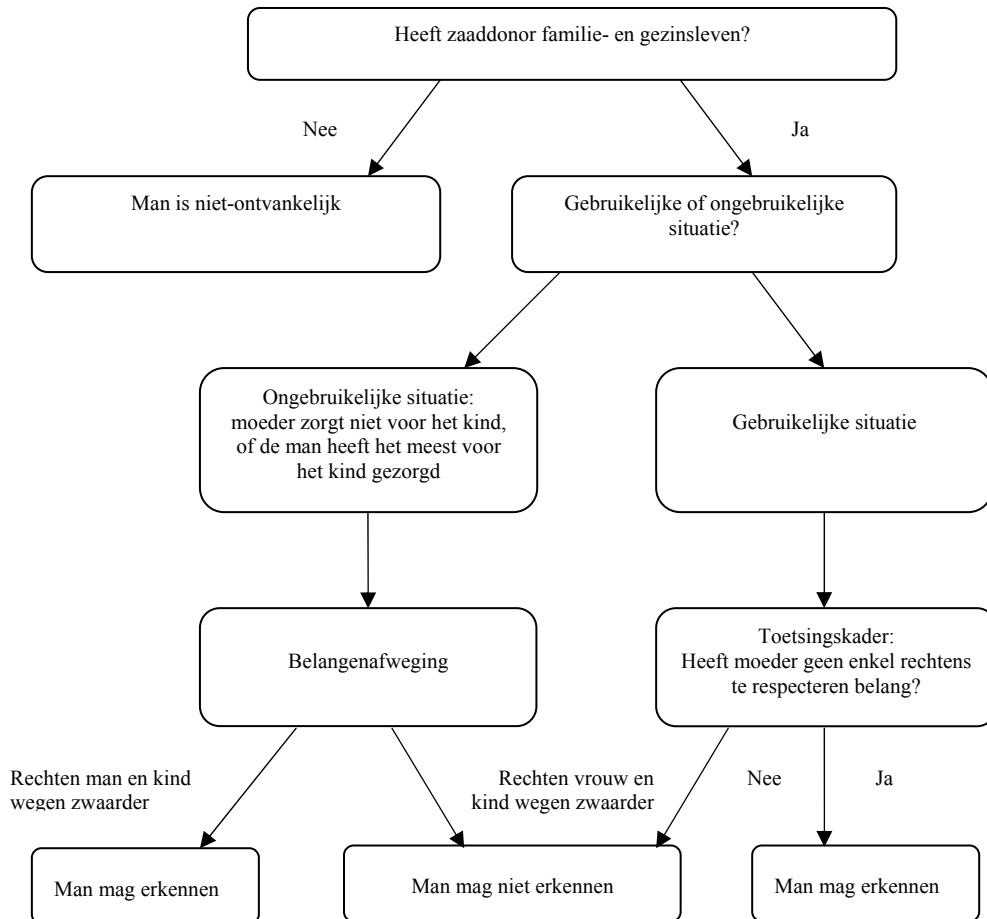 Heeft zaaddonor familie- en gezinsleven?
Nee
Ja
Man is niet-ontvankelijk
Gebruikelijke of ongebruikelijke
situatie?
Ongebruikelijke situatie:
moeder zorgt niet voor het kind,
of de man heeft het meest voor
het kind gezorgd
Gebruikelijke situatie
Belangenafweging
Toetsingskader:
Heeft moeder geen enkel rechtens
te respecteren belang?
Rechten man en kind
wegen zwaarder
Rechten vrouw en
kind wegen zwaarder
Nee
Ja
Man mag erkennen
Man mag niet erkennen
Man mag erkennen